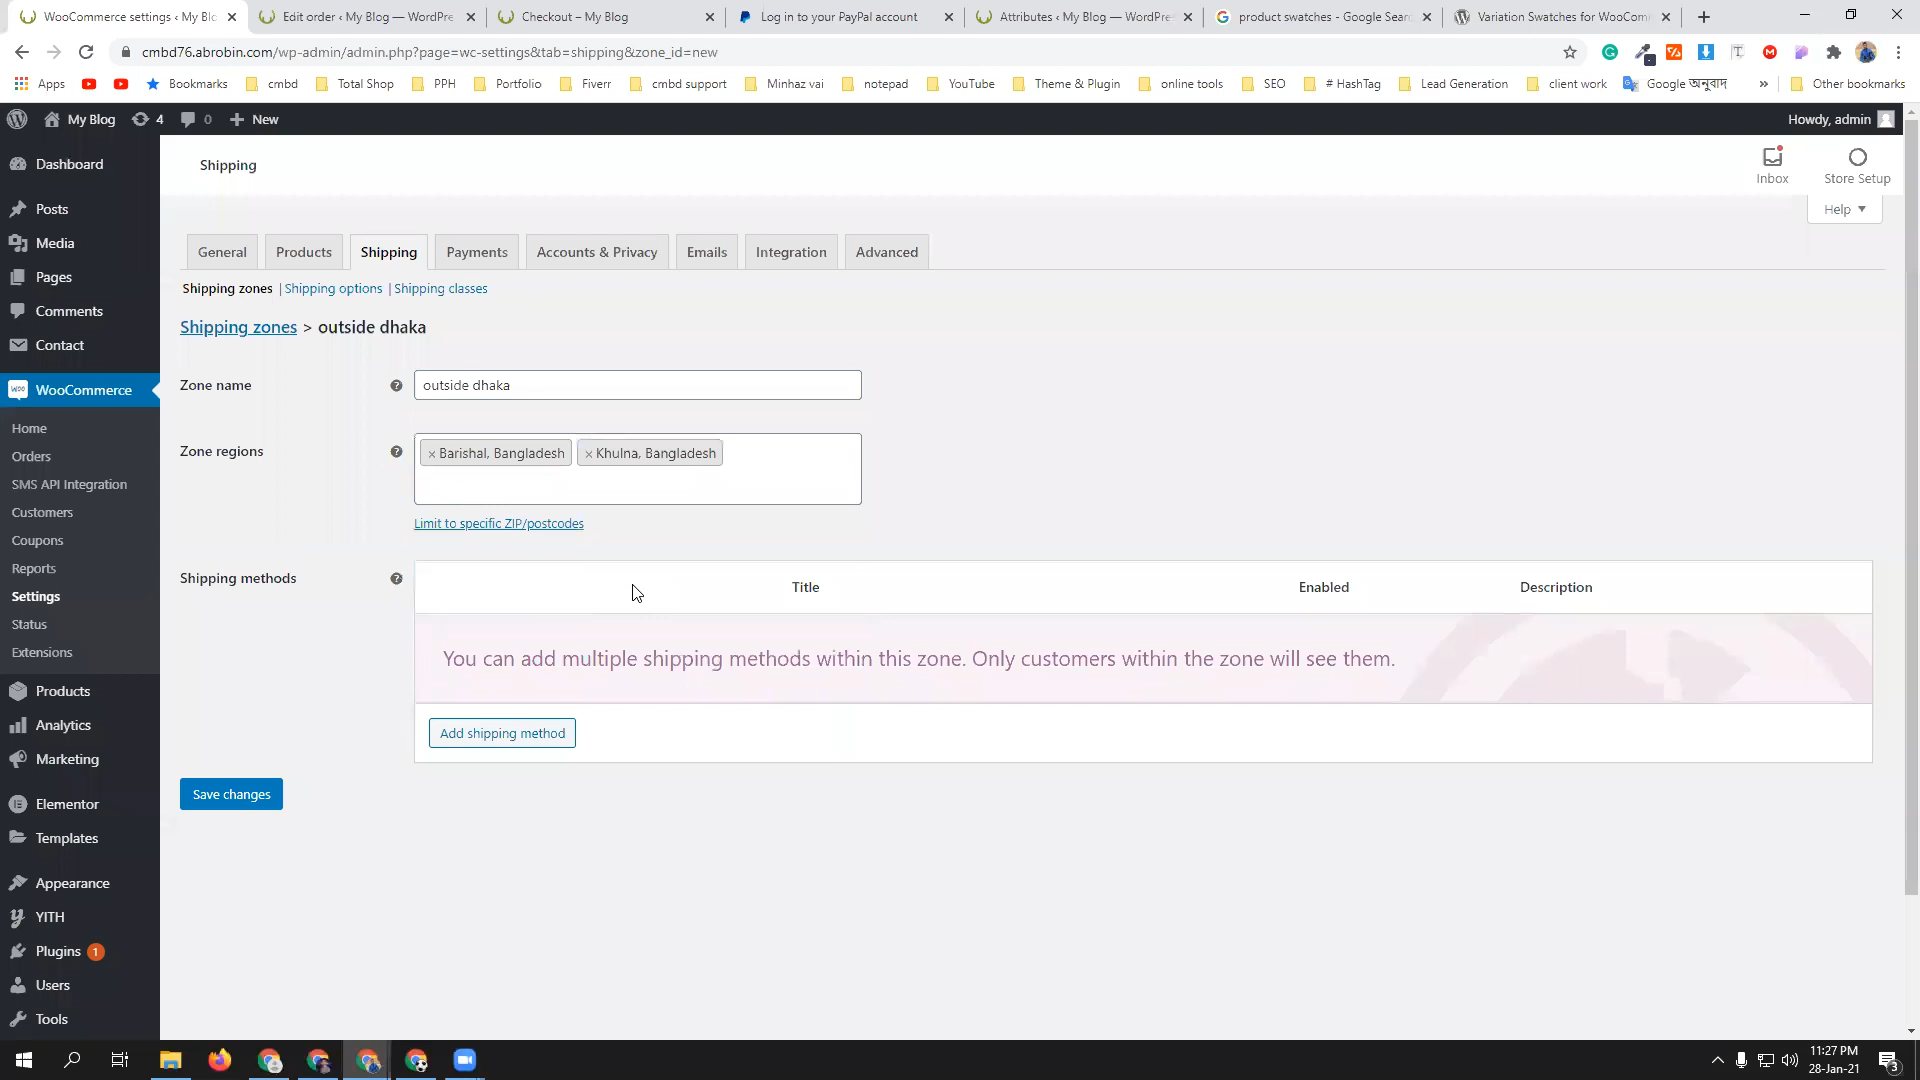 WooCommerce settings ‹ My Blo
Edit order ‹ My Blog — WordPre
Checkout – My Blog
Log in to your PayPal account
Attributes ‹ My Blog — WordPre
product swatches - Google Sear
Variation Swatches for WooCom
cmbd76.abrobin.com/wp-admin/admin.php?page=wc-settings&tab=shipping&zone_id=new
Apps
Bookmarks
cmbd
Total Shop
PPH
Portfolio
Fiverr
cmbd support
Minhaz vai
notepad
YouTube
Theme & Plugin
online tools
SEO
# HashTag
Lead Generation
client work
Google অনুবাদ
»
Other bookmarks
My Blog
4
0
New
Howdy, admin
Dashboard
Posts
Media
Pages
Comments
Contact
WooCommerce
Home
Orders
SMS API Integration
Customers
Coupons
Reports
Settings
Status
Extensions
Products
Analytics
Marketing
Elementor
Templates
Appearance
YITH
Plugins 1
Users
Tools
Shipping
Inbox
Store Setup
Help
General
Products
Shipping
Payments
Accounts & Privacy
Emails
Integration
Advanced
Shipping zones | Shipping options | Shipping classes
Shipping zones > outside dhaka
Zone name
outside dhaka
Zone regions
× Barishal, Bangladesh
× Khulna, Bangladesh
Limit to specific ZIP/postcodes
Shipping methods
Title
Enabled
Description
You can add multiple shipping methods within this zone. Only customers within the zone will see them.
Add shipping method
Save changes
11:27 PM
28-Jan-21
3